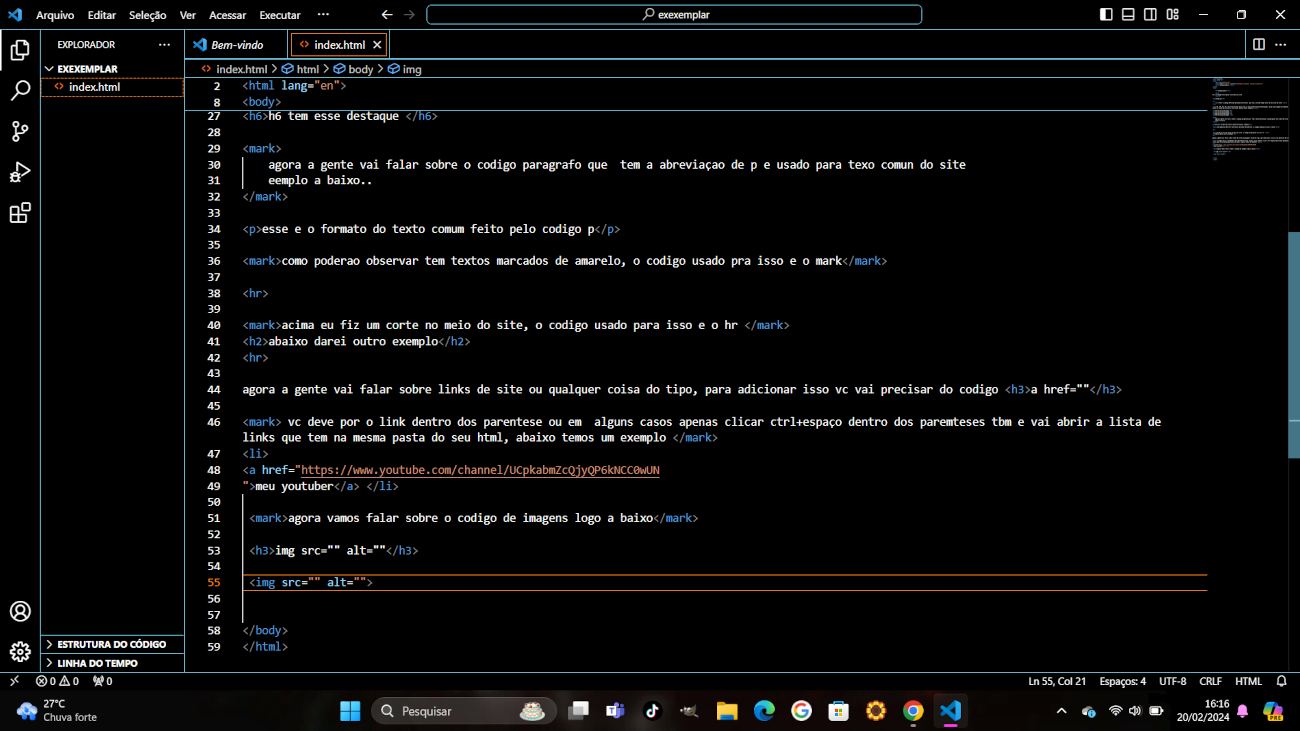 Arquivo Editar Seleção Ver Acessar Executar ··· exexemplar
EXPLORADOR ··· Bem-vindo index.html
EXEXEMPLAR
index.html
index.html > html > body > img
2 <html lang="en">
8 <body>
27 <h6>h6 tem esse destaque </h6>
28
29 <mark>
30 agora a gente vai falar sobre o codigo paragrafo que  tem a abreviaçao de p e usado para texo comun do site
31 eemplo a baixo..
32 </mark>
33
34 <p>esse e o formato do texto comum feito pelo codigo p</p>
35
36 <mark>como poderao observar tem textos marcados de amarelo, o codigo usado pra isso e o mark</mark>
37
38 <hr>
39
40 <mark>acima eu fiz um corte no meio do site, o codigo usado para isso e o hr </mark>
41 <h2>abaixo darei outro exemplo</h2>
42 <hr>
43
44 agora a gente vai falar sobre links de site ou qualquer coisa do tipo, para adicionar isso vc vai precisar do codigo <h3>a href=""</h3>
45
46 <mark> vc deve por o link dentro dos parentese ou em  alguns casos apenas clicar ctrl+espaço dentro dos paremteses tbm e vai abrir a lista de
links que tem na mesma pasta do seu html, abaixo temos um exemplo </mark>
47 <li>
48 <a href="https://www.youtube.com/channel/UCpkabmZcQjyQP6kNCC0wUN
49 ">meu youtuber</a> </li>
50
51 <mark>agora vamos falar sobre o codigo de imagens logo a baixo</mark>
52
53 <h3>img src="" alt=""</h3>
54
55 <img src="" alt="">
56
57
58 </body>
59 </html>
ESTRUTURA DO CÓDIGO
LINHA DO TEMPO
0 0 0 Ln 55, Col 21 Espaços: 4 UTF-8 CRLF HTML
27°C
Chuva forte
Pesquisar
16:16
20/02/2024
PRE